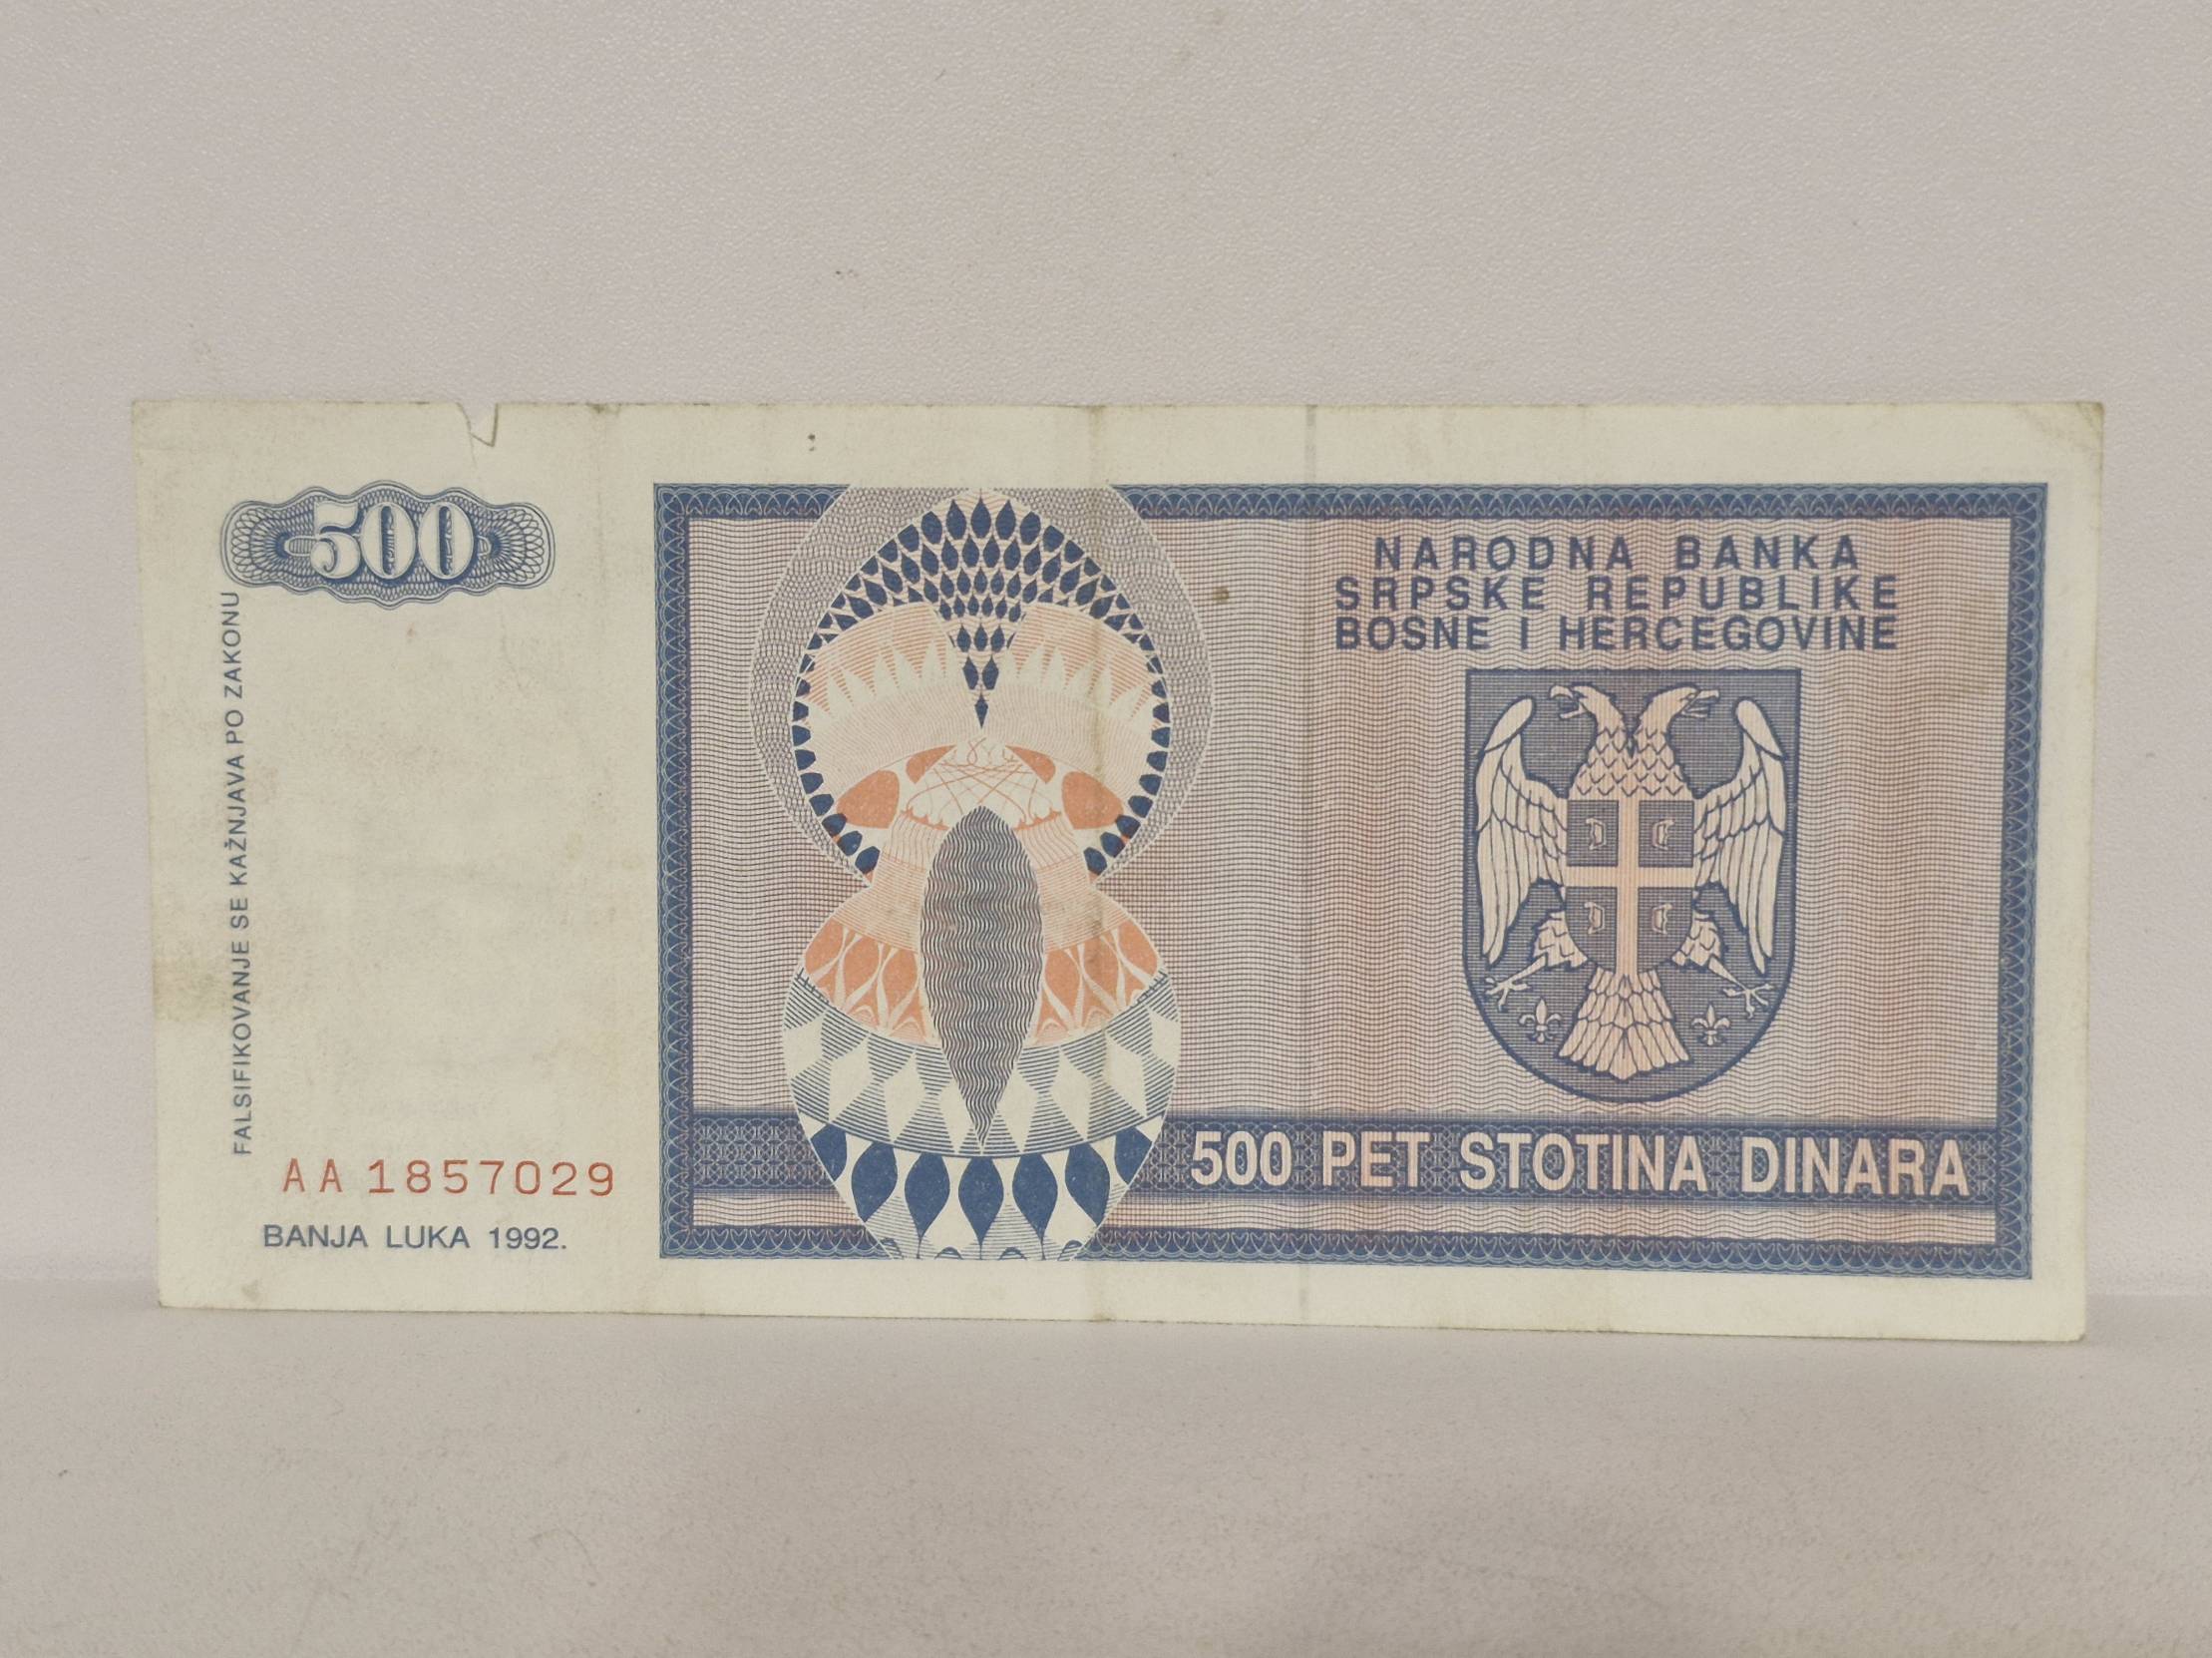 500
FALSIFIKOVANJE SE KAŽNJAVA PO ZAKONU
AA 1857029
BANJA LUKA 1992.
NARODNA BANKA
SRPSKE REPUBLIKE
BOSNE I HERCEGOVINE
500 PET STOTINA DINARA